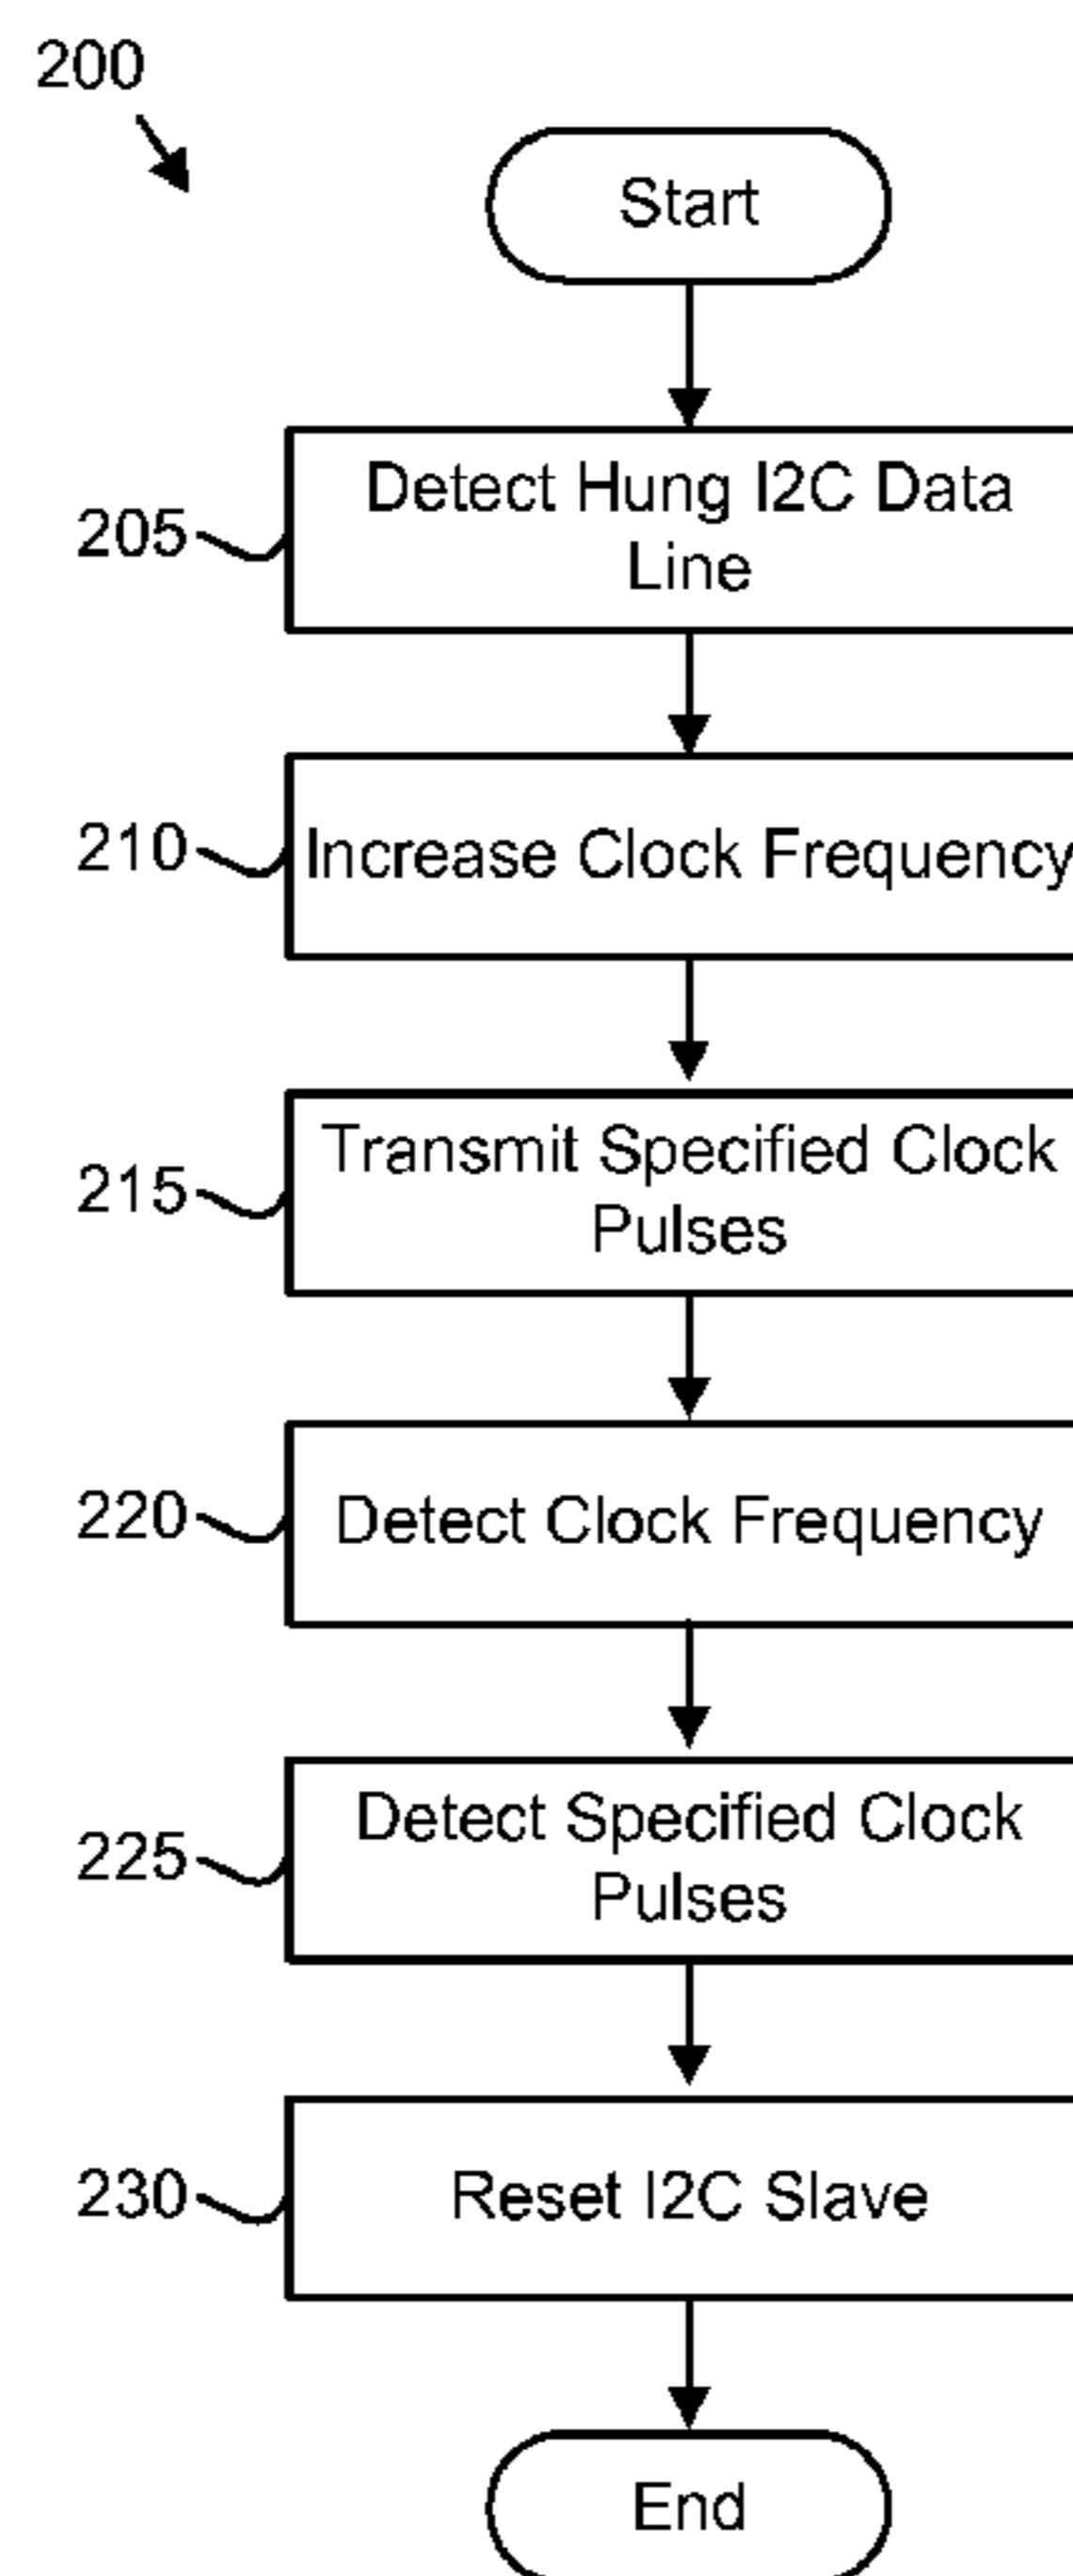 200
Start
205
Detect Hung I2C Data
Line
210
Increase Clock Frequency
215
Transmit Specified Clock
Pulses
220
Detect Clock Frequency
225
Detect Specified Clock
Pulses
230
Reset I2C Slave
End